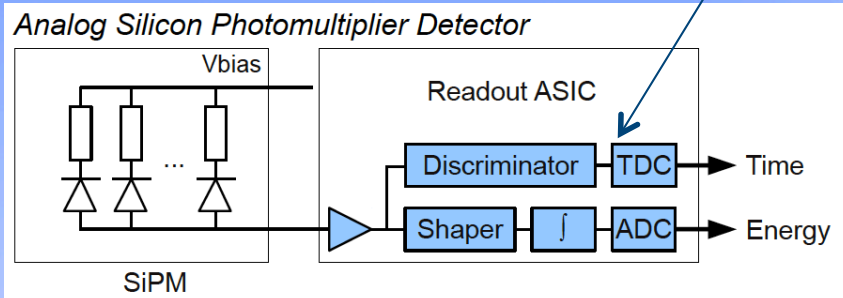 Analog Silicon Photomultiplier Detector
Vbias
Readout ASIC
...
Discriminator TDC Time
Shaper ∫ ADC Energy
SiPM